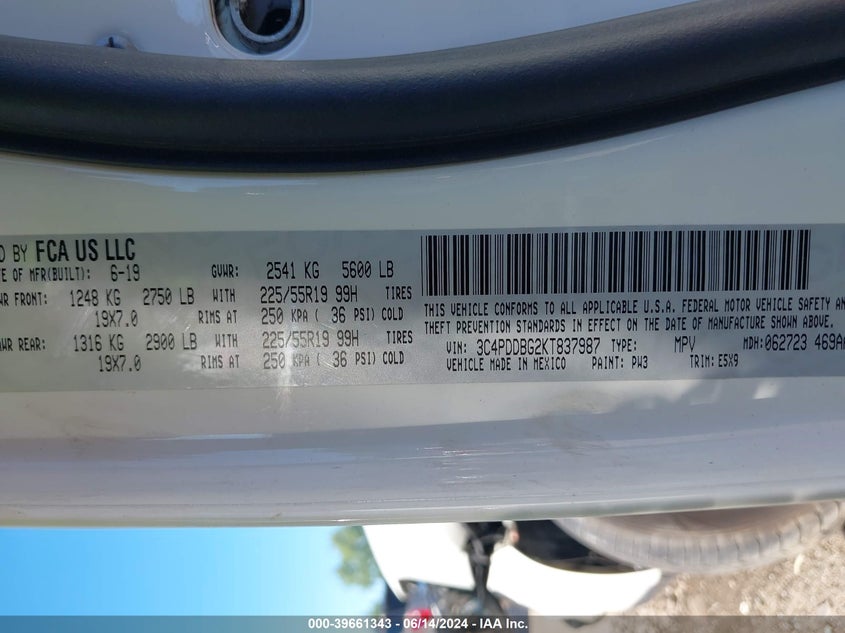 D BY FCA US LLC
TE OF MFR(BUILT): 6-19 GVWR: 2541 KG 5600 LB
WR FRONT: 1248 KG 2750 LB WITH 225/55R19 99H TIRES
19X7.0 RIMS AT 250 KPA ( 36 PSI) COLD
AWR REAR: 1316 KG 2900 LB WITH 225/55R19 99H TIRES
19X7.0 RIMS AT 250 KPA ( 36 PSI) COLD
THIS VEHICLE CONFORMS TO ALL APPLICABLE U.S.A. FEDERAL MOTOR VEHICLE SAFETY AN
THEFT PREVENTION STANDARDS IN EFFECT ON THE DATE OF MANUFACTURE SHOWN ABOVE.
VIN: 3C4PDDBG2KT837987 TYPE: MPV MDH: 062723 469A
VEHICLE MADE IN MEXICO PAINT: PW3 TRIM: E5X9
000-39661343 / 06/14/2024 - IAA Inc.